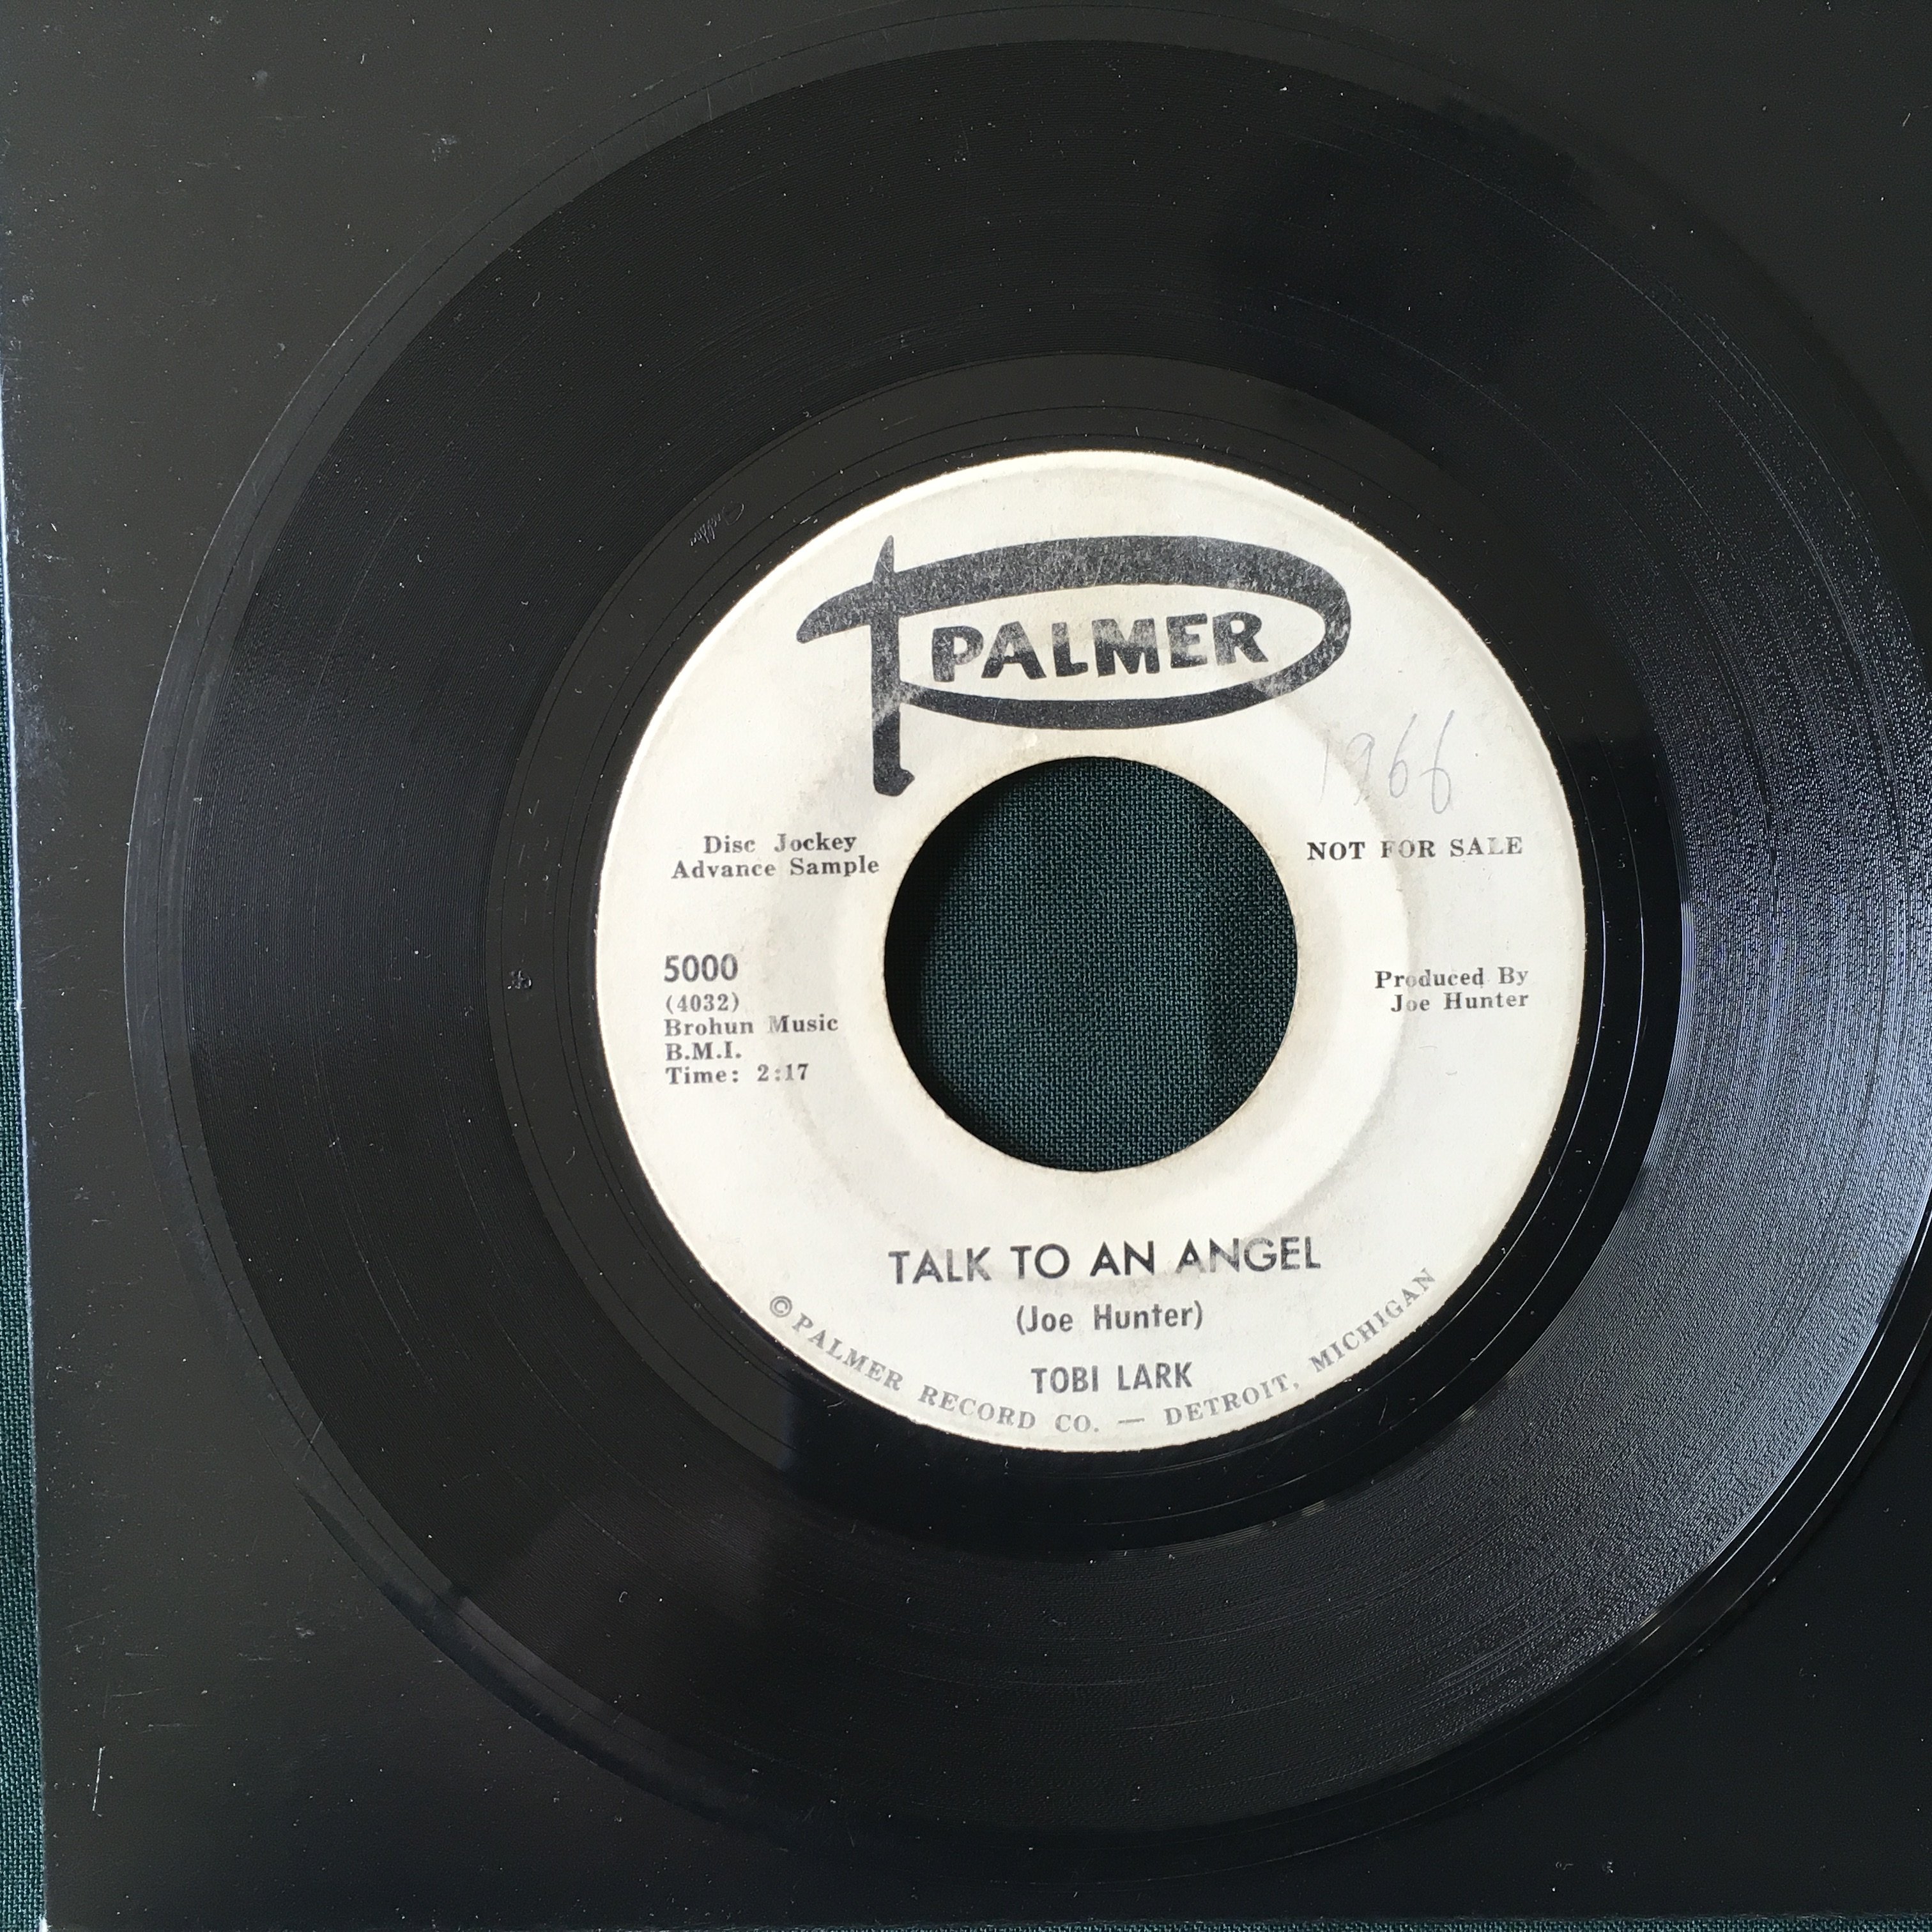 PALMER
1966
Disc Jockey
Advance Sample
NOT FOR SALE
5000
(4032)
Brohun Music
B.M.I.
Time: 2:17
Produced By
Joe Hunter
TALK TO AN ANGEL
(Joe Hunter)
TOBI LARK
© PALMER RECORD CO. — DETROIT, MICHIGAN